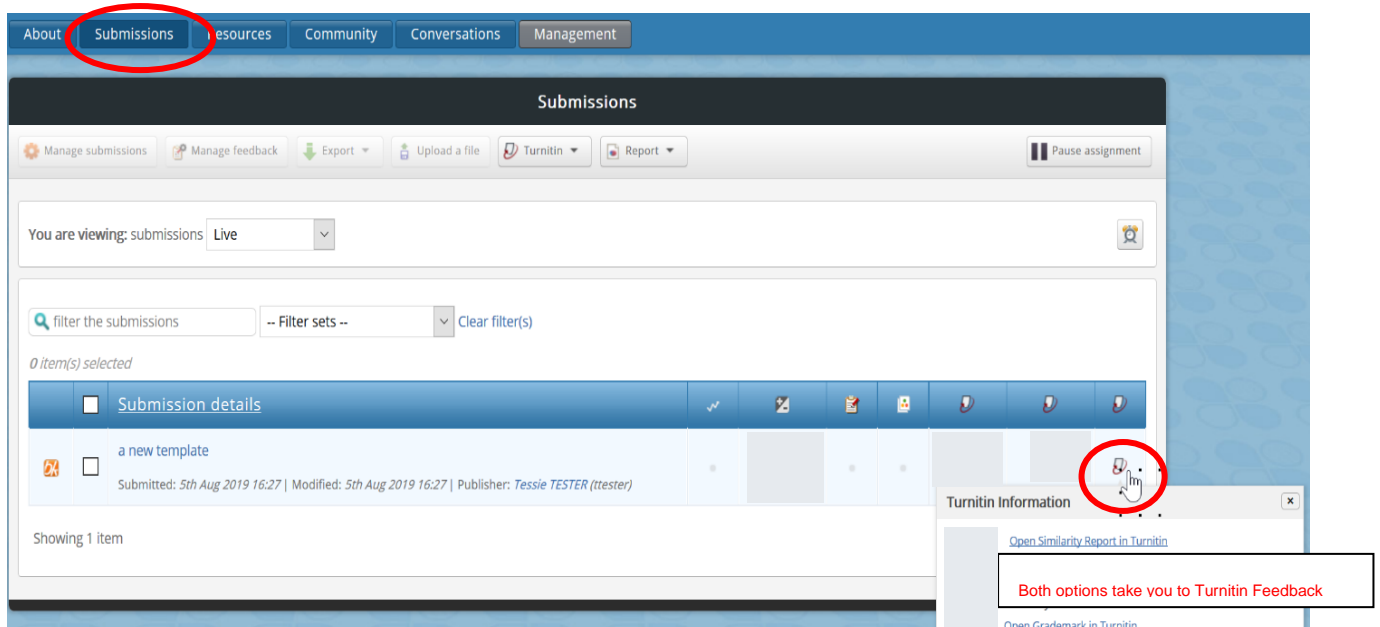 About Submissions Resources Community Conversations Management
Submissions
Manage submissions Manage feedback Export Upload a file Turnitin Report Pause assignment
You are viewing: submissions Live
filter the submissions -- Filter sets -- Clear filter(s)
0 item(s) selected
Submission details
a new template
Submitted: 5th Aug 2019 16:27 | Modified: 5th Aug 2019 16:27 | Publisher: Tessie TESTER (ttester)
Turnitin Information
Showing 1 item
Open Similarity Report in Turnitin
Both options take you to Turnitin Feedback
Open Grademark in Turnitin